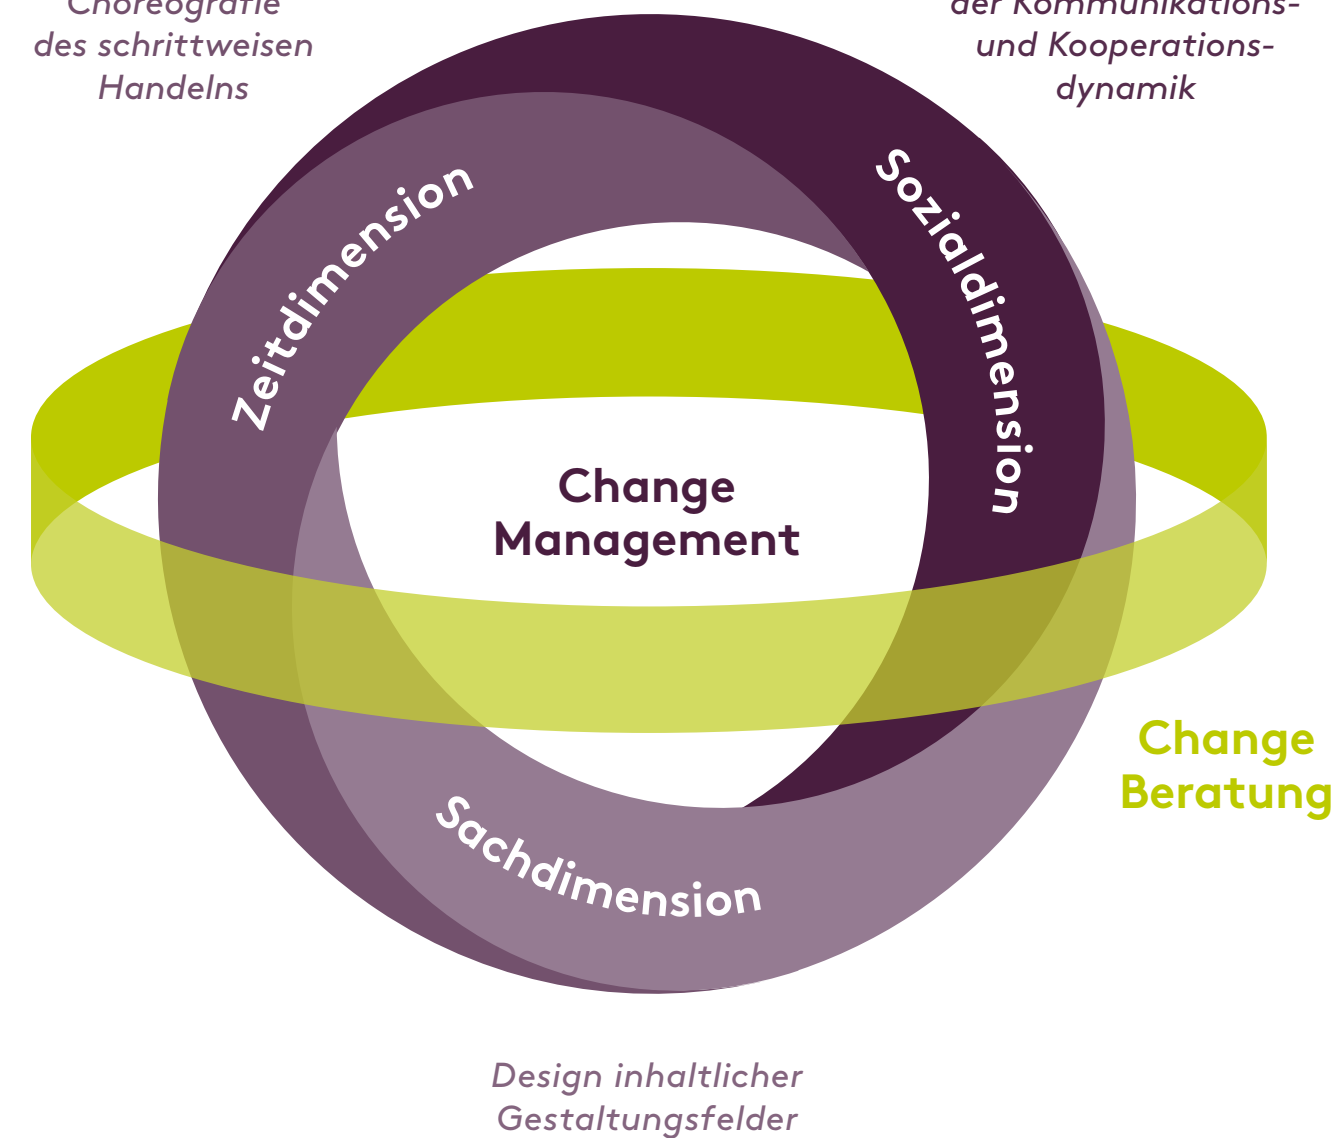 Choreografie
des schrittweisen
Handelns
der Kommunikations-
und Kooperations-
dynamik
Zeitdimension
Sozialdimension
Change
Management
Change
Beratung
Sachdimension
Design inhaltlicher
Gestaltungsfelder